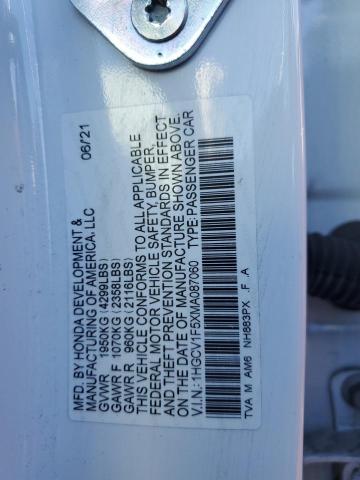 MFD. BY HONDA DEVELOPMENT & 06/21
MANUFACTURING OF AMERICA, LLC
GVWR 1950KG (4299LBS)
GAWR F 1070KG (2358LBS)
GAWR R 960KG (2116LBS)
THIS VEHICLE CONFORMS TO ALL APPLICABLE
FEDERAL MOTOR VEHICLE SAFETY, BUMPER,
AND THEFT PREVENTION STANDARDS IN EFFECT
ON THE DATE OF MANUFACTURE SHOWN ABOVE.
V.I.N.:1HGCV1F5XMA087060 TYPE:PASSENGER CAR
TVA M AM6 NH883PX .F .A